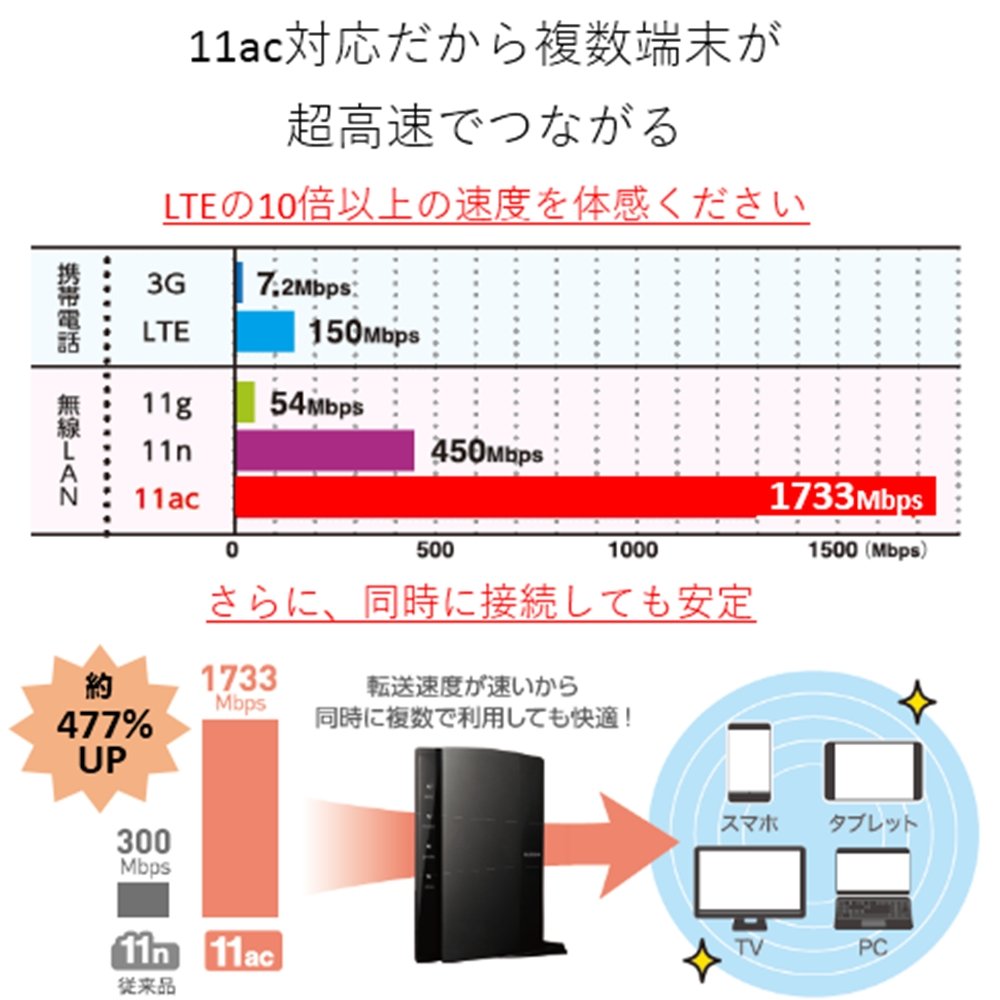 11ac対応だから複数端末が
超高速でつながる
LTEの10倍以上の速度を体感ください
携帯電話
3G
7.2Mbps
LTE
150Mbps
無線LAN
11g
54Mbps
11n
450Mbps
11ac
1733Mbps
0 500 1000 1500 (Mbps)
さらに、同時に接続しても安定
約
477%
UP
300
Mbps
11n
従来品
1733
Mbps
11ac
転送速度が速いから
同時に複数で利用しても快適！
スマホ
タブレット
TV
PC